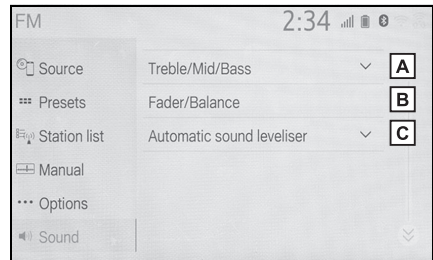 FM 2:34
Source
Treble/Mid/Bass A
Presets
Fader/Balance B
Station list
Automatic sound leveliser C
Manual
Options
Sound